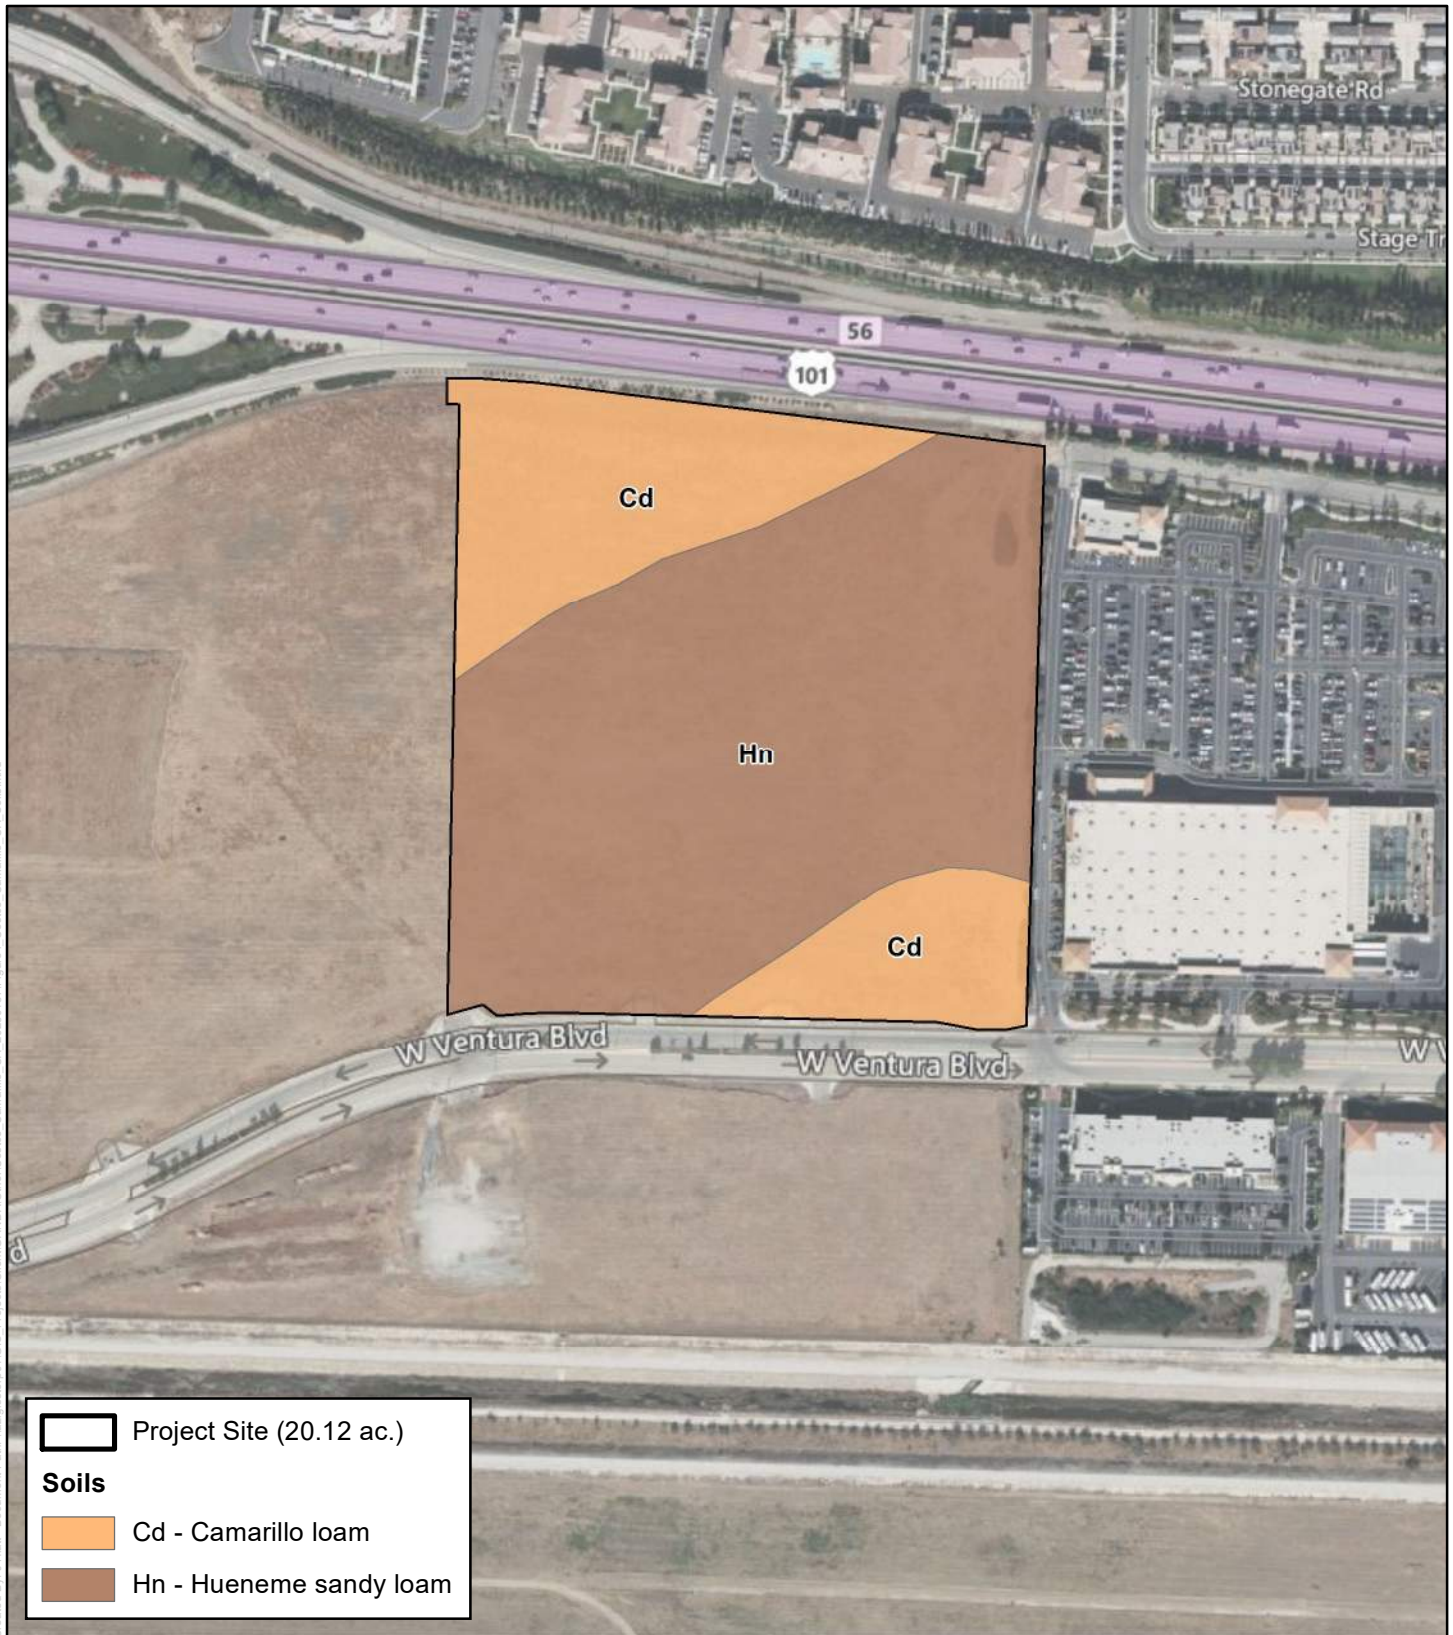 Stonegate Rd
Stage Tr
56
101
Cd
Hn
Cd
W Ventura Blvd
W Ventura Blvd
W V
d
Project Site (20.12 ac.)
Soils
Cd - Camarillo loam
Hn - Hueneme sandy loam